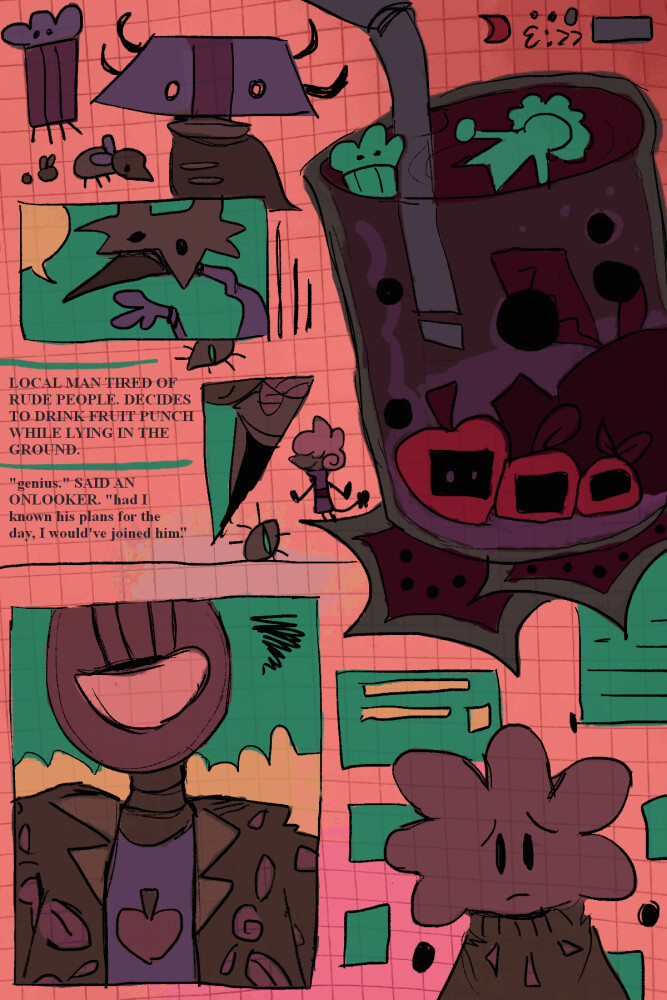 LOCAL MAN TIRED OF
RUDE PEOPLE. DECIDES
TO DRINK FRUIT PUNCH
WHILE LYING IN THE
GROUND.
"genius." SAID AN
ONLOOKER. "had I
known his plans for the
day, I would've joined him."